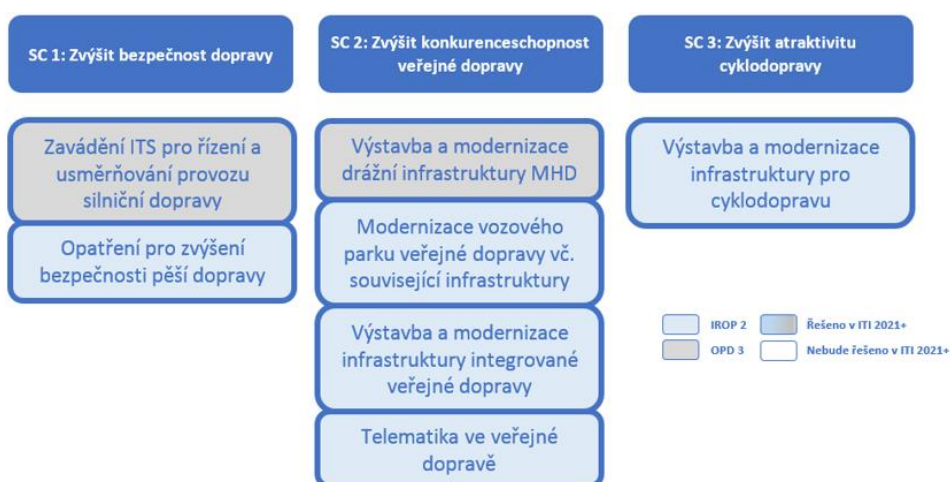 SC 1: Zvýšit bezpečnost dopravy
Zavádění ITS pro řízení a
usměrňování provozu
silniční dopravy
Opatření pro zvýšení
bezpečnosti pěší dopravy
SC 2: Zvýšit konkurenceschopnost
veřejné dopravy
Výstavba a modernizace
drážní infrastruktury MHD
Modernizace vozového
parku veřejné dopravy vč.
související infrastruktury
Výstavba a modernizace
infrastruktury integrované
veřejné dopravy
Telematika ve veřejné
dopravě
SC 3: Zvýšit atraktivitu
cyklodopravy
Výstavba a modernizace
infrastruktury pro
cyklodopravu
IROP 2
Řešeno v ITI 2021+
OPD 3
Nebude řešeno v ITI 2021+